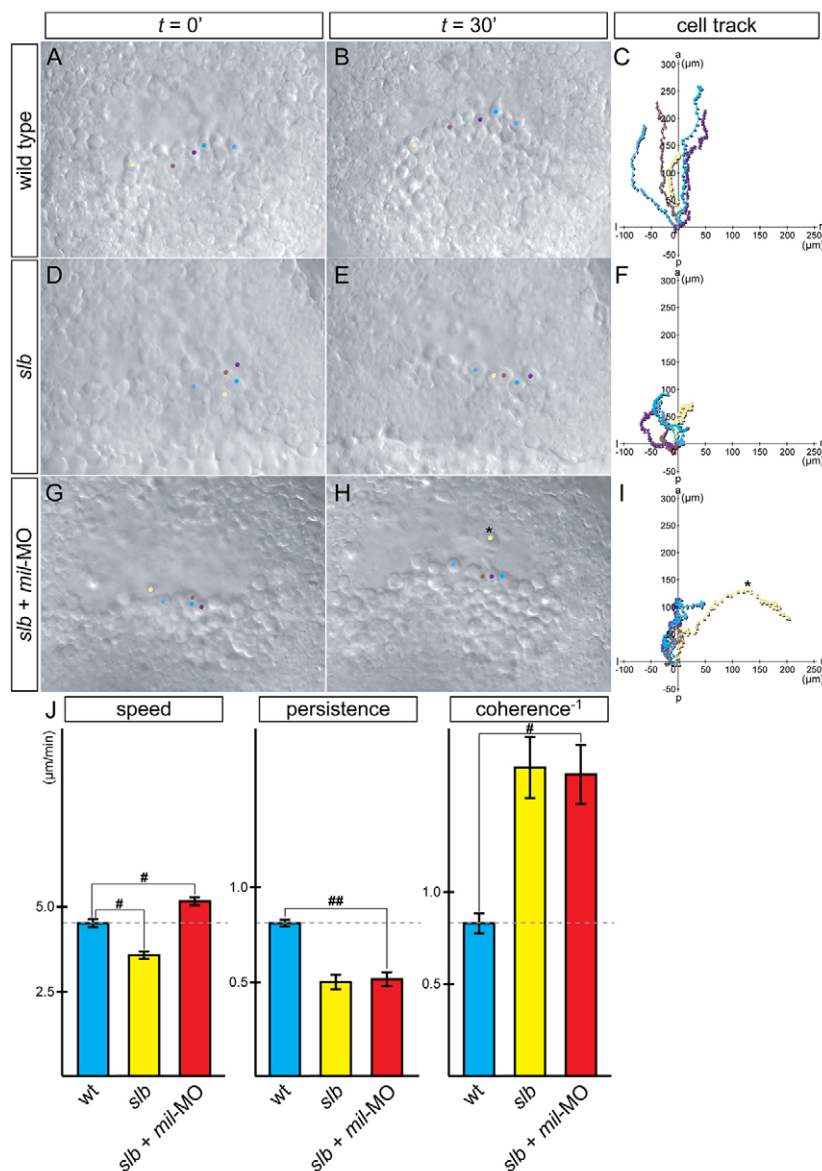 t = 0'
t = 30'
cell track
wild type
A
B
C
a
(µm)
300
250
200
150
100
50
-50
p
l
-100
-50
0
50
100
150
200
250
(µm)
slb
D
E
F
a
(µm)
300
250
200
150
100
50
-50
p
l
-100
-50
0
50
100
150
200
250
(µm)
slb + mil-MO
G
H
*
I
a
(µm)
300
250
200
150
100
50
-50
p
l
-100
-50
0
50
100
150
200
250
(µm)
*
J
speed
persistence
coherence⁻¹
(µm/min)
5.0
2.5
#
#
wt
slb
slb + mil-MO
1.0
0.5
##
wt
slb
slb + mil-MO
1.0
0.5
#
wt
slb
slb + mil-MO